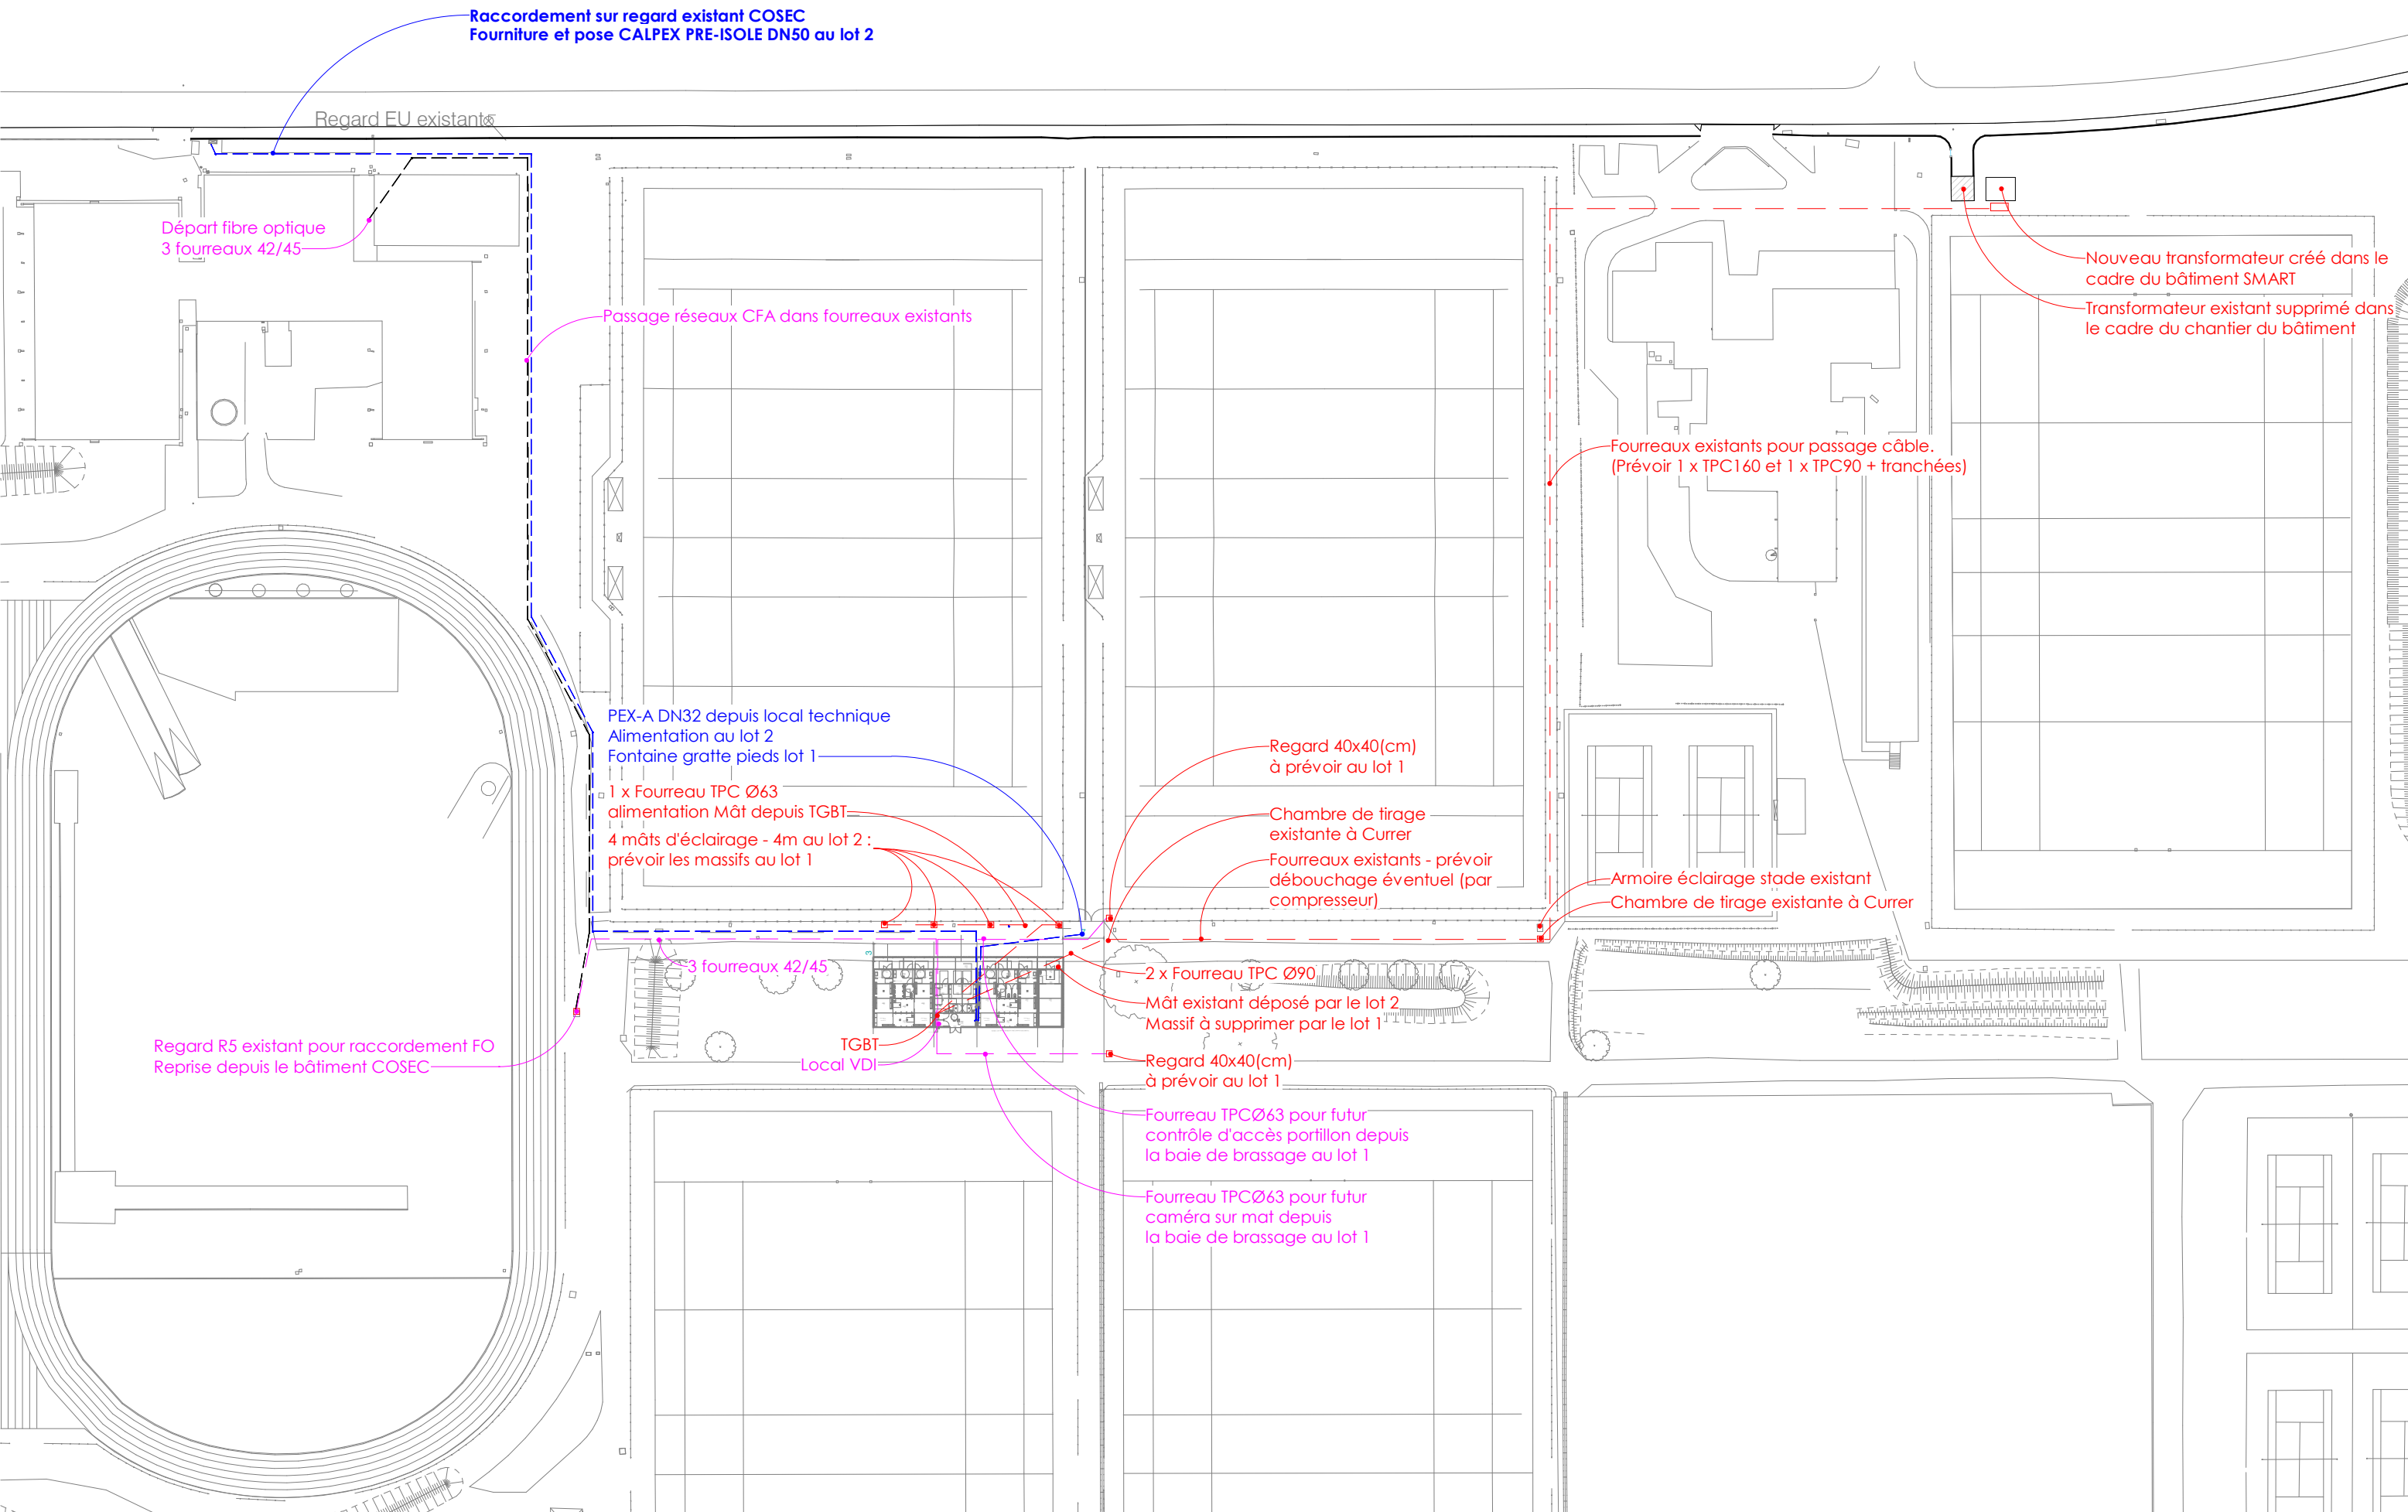 Raccordement sur regard existant COSEC
Fourniture et pose CALPEX PRE-ISOLE DN50 au lot 2
Regard EU existants
Départ fibre optique
3 fourreaux 42/45
Passage réseaux CFA dans fourreaux existants
Nouveau transformateur créé dans le
cadre du bâtiment SMART
Transformateur existant supprimé dans
le cadre du chantier du bâtiment
Fourreaux existants pour passage câble.
(Prévoir 1 x TPC160 et 1 x TPC90 + tranchées)
PEX-A DN32 depuis local technique
Alimentation au lot 2
Fontaine gratte pieds lot 1
1 x Fourreau TPC Ø63
alimentation Mât depuis TGBT
4 mâts d'éclairage - 4m au lot 2 :
prévoir les massifs au lot 1
Regard 40x40(cm)
à prévoir au lot 1
Chambre de tirage
existante à Currer
Fourreaux existants - prévoir
débouchage éventuel (par
compresseur)
Armoire éclairage stade existant
Chambre de tirage existante à Currer
3 fourreaux 42/45
3
2 x Fourreau TPC Ø90
Mât existant déposé par le lot 2
Massif à supprimer par le lot 1
TGBT
Local VDI
Regard R5 existant pour raccordement FO
Reprise depuis le bâtiment COSEC
Regard 40x40(cm)
à prévoir au lot 1
Fourreau TPCØ63 pour futur
contrôle d'accès portillon depuis
la baie de brassage au lot 1
Fourreau TPCØ63 pour futur
caméra sur mat depuis
la baie de brassage au lot 1